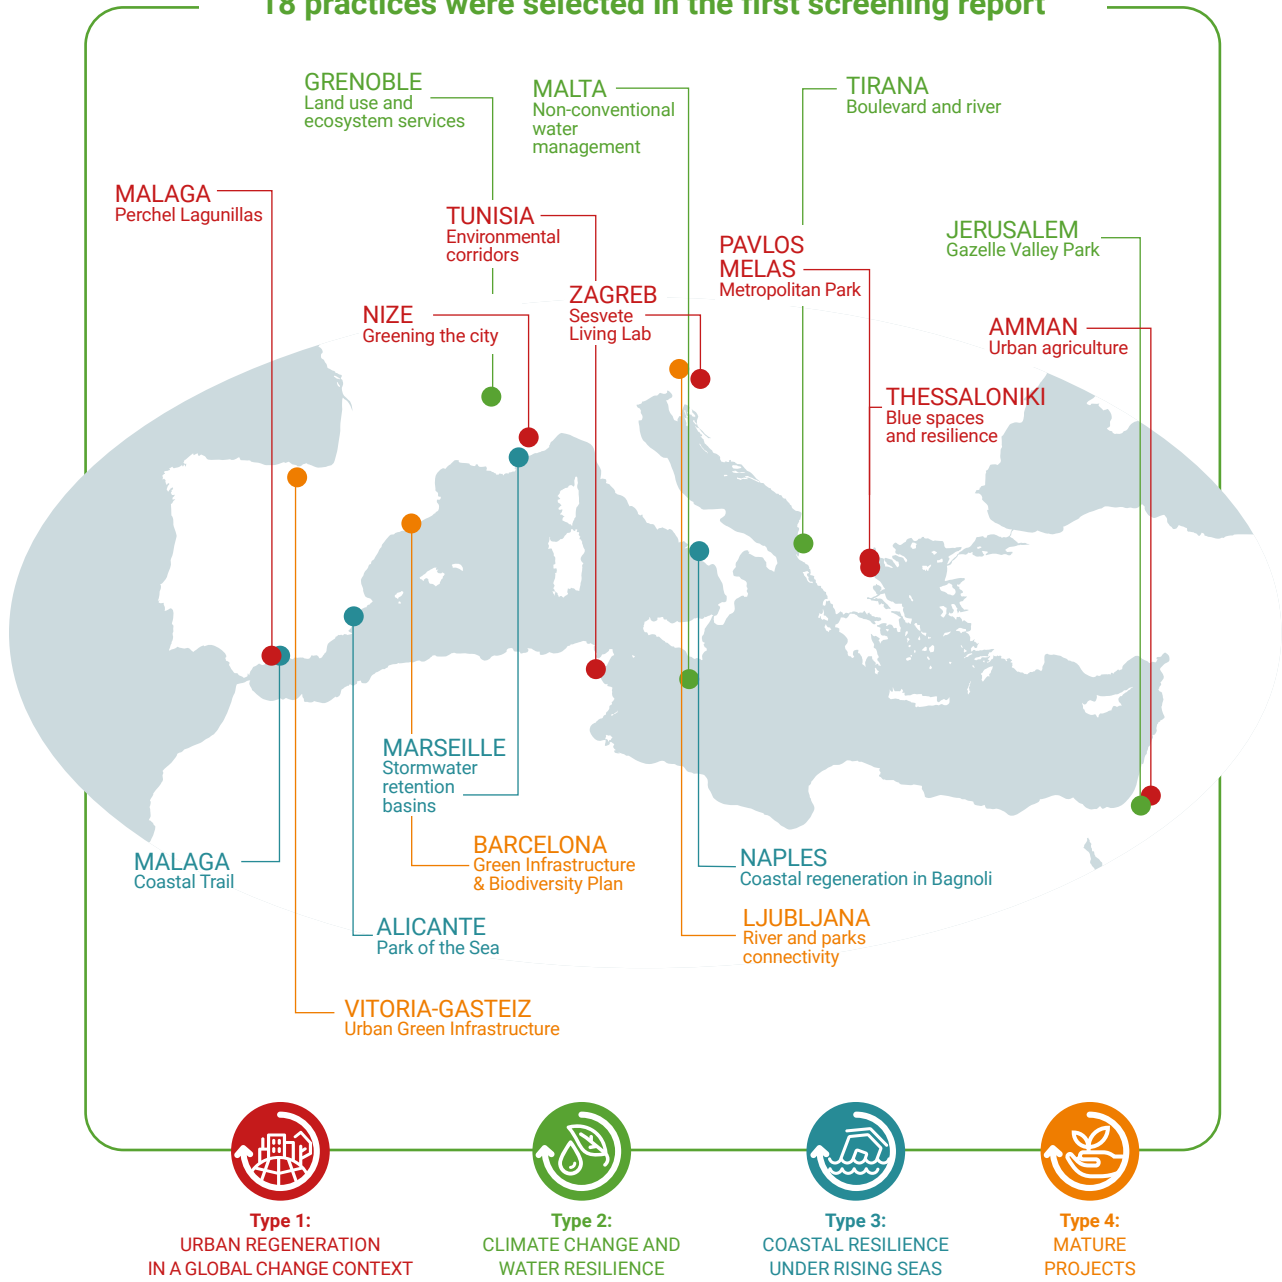 18 practices were selected in the first screening report
GRENOBLE
Land use and
ecosystem services
MALTA
Non-conventional
water
management
TIRANA
Boulevard and river
MALAGA
Perchel Lagunillas
TUNISIA
Environmental
corridors
PAVLOS
MELAS
Metropolitan Park
JERUSALEM
Gazelle Valley Park
NIZE
Greening the city
ZAGREB
Sesvete
Living Lab
AMMAN
Urban agriculture
THESSALONIKI
Blue spaces
and resilience
MARSEILLE
Stormwater
retention
basins
MALAGA
Coastal Trail
BARCELONA
Green Infrastructure
& Biodiversity Plan
NAPLES
Coastal regeneration in Bagnoli
ALICANTE
Park of the Sea
LJUBLJANA
River and parks
connectivity
VITORIA-GASTEIZ
Urban Green Infrastructure
Type 1:
URBAN REGENERATION
IN A GLOBAL CHANGE CONTEXT
Type 2:
CLIMATE CHANGE AND
WATER RESILIENCE
Type 3:
COASTAL RESILIENCE
UNDER RISING SEAS
Type 4:
MATURE
PROJECTS